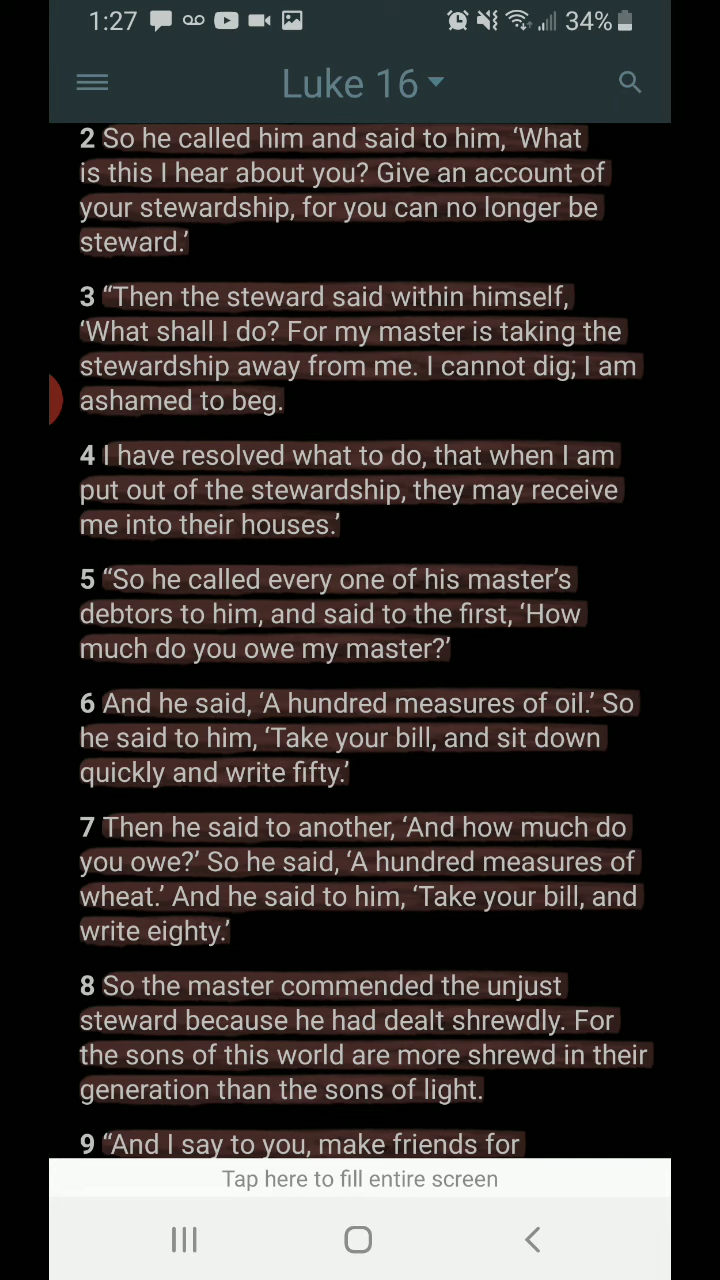 1:27 34%
Luke 16
2 So he called him and said to him, ‘What
is this I hear about you? Give an account of
your stewardship, for you can no longer be
steward.’
3 “Then the steward said within himself,
‘What shall I do? For my master is taking the
stewardship away from me. I cannot dig; I am
ashamed to beg.
4 I have resolved what to do, that when I am
put out of the stewardship, they may receive
me into their houses.’
5 “So he called every one of his master’s
debtors to him, and said to the first, ‘How
much do you owe my master?’
6 And he said, ‘A hundred measures of oil.’ So
he said to him, ‘Take your bill, and sit down
quickly and write fifty.’
7 Then he said to another, ‘And how much do
you owe?’ So he said, ‘A hundred measures of
wheat.’ And he said to him, ‘Take your bill, and
write eighty.’
8 So the master commended the unjust
steward because he had dealt shrewdly. For
the sons of this world are more shrewd in their
generation than the sons of light.
9 “And I say to you, make friends for
Tap here to fill entire screen